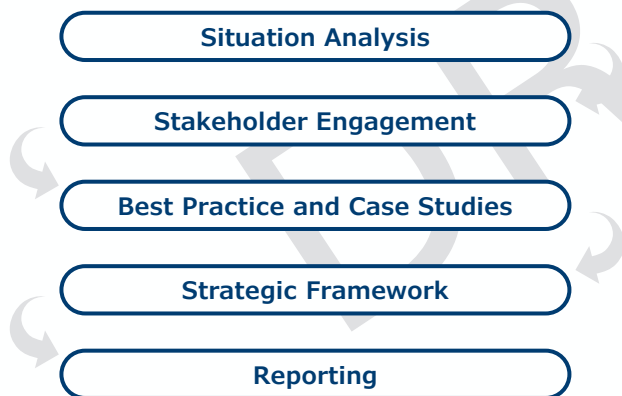 Situation Analysis
Stakeholder Engagement
Best Practice and Case Studies
Strategic Framework
Reporting